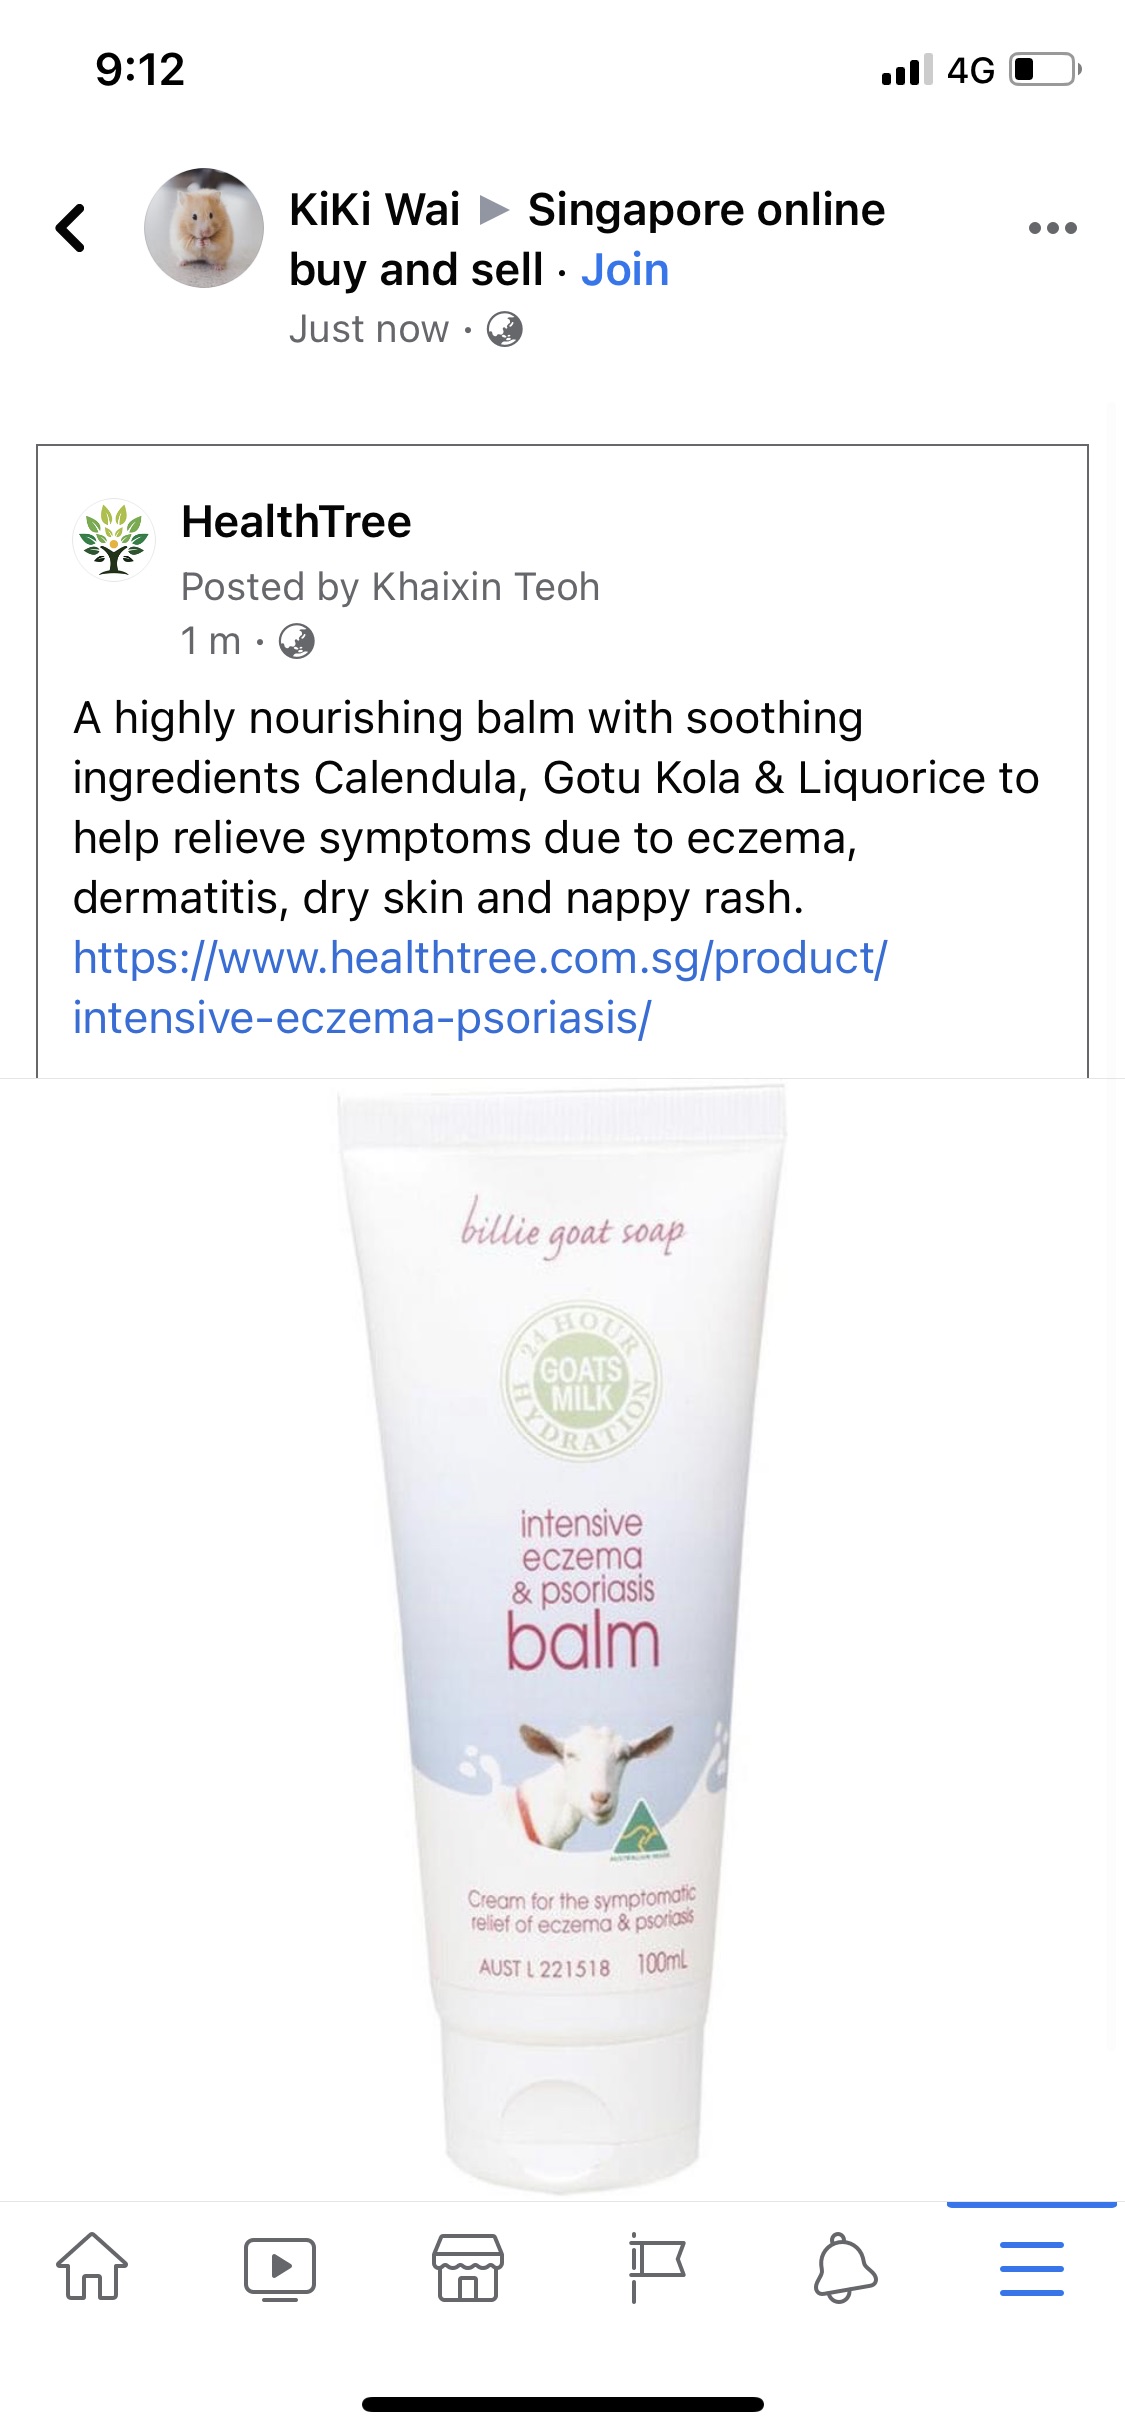 9:12
4G
KiKi Wai ▶ Singapore online
buy and sell · Join
Just now ·
HealthTree
Posted by Khaixin Teoh
1 m ·
A highly nourishing balm with soothing
ingredients Calendula, Gotu Kola & Liquorice to
help relieve symptoms due to eczema,
dermatitis, dry skin and nappy rash.
https://www.healthtree.com.sg/product/
intensive-eczema-psoriasis/
billie goat soap
24 HOUR
GOATS
MILK
HYDRATION
intensive
eczema
& psoriasis
balm
AUSTRALIAN MADE
Cream for the symptomatic
relief of eczema & psoriasis
AUST L 221518 100mL